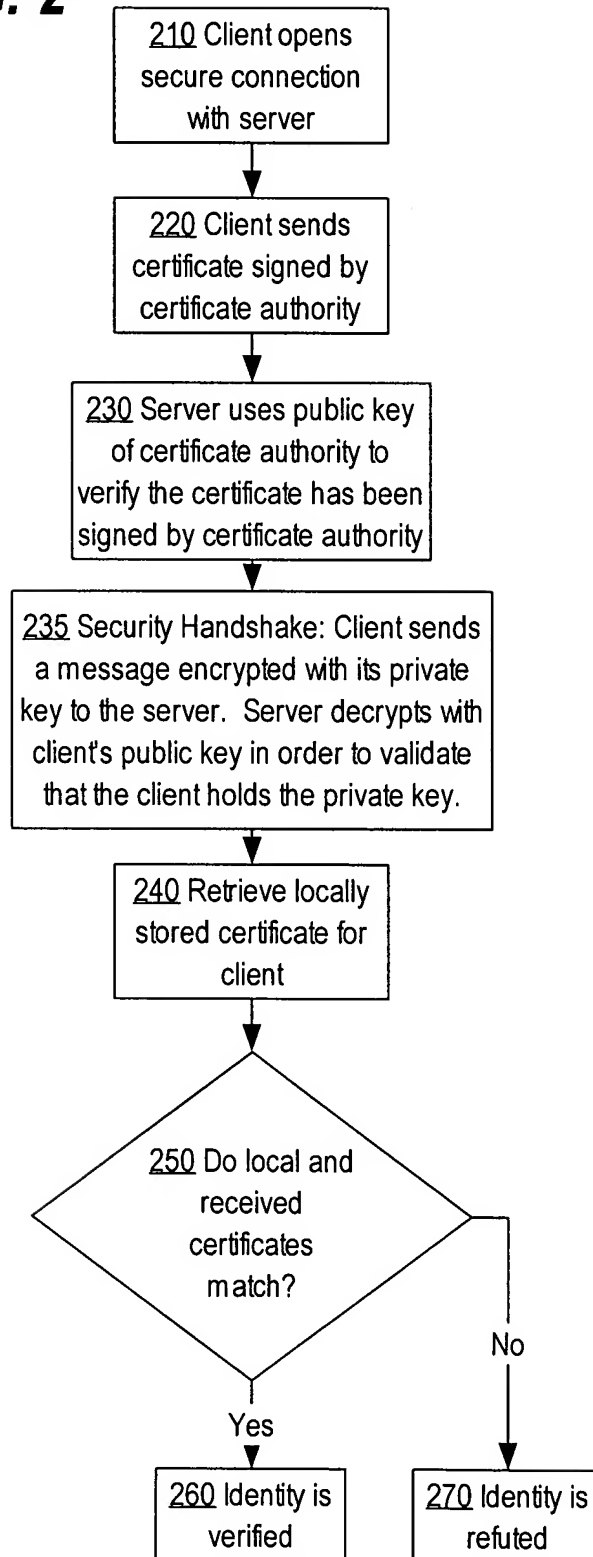 210 Client opens
secure connection
with server
220 Client sends
certificate signed by
certificate authority
230 Server uses public key
of certificate authority to
verify the certificate has been
signed by certificate authority
235 Security Handshake: Client sends
a message encrypted with its private
key to the server. Server decrypts with
client's public key in order to validate
that the client holds the private key.
240 Retrieve locally
stored certificate for
client
250 Do local and
received
certificates
match?
No
Yes
260 Identity is
verified
270 Identity is
refuted